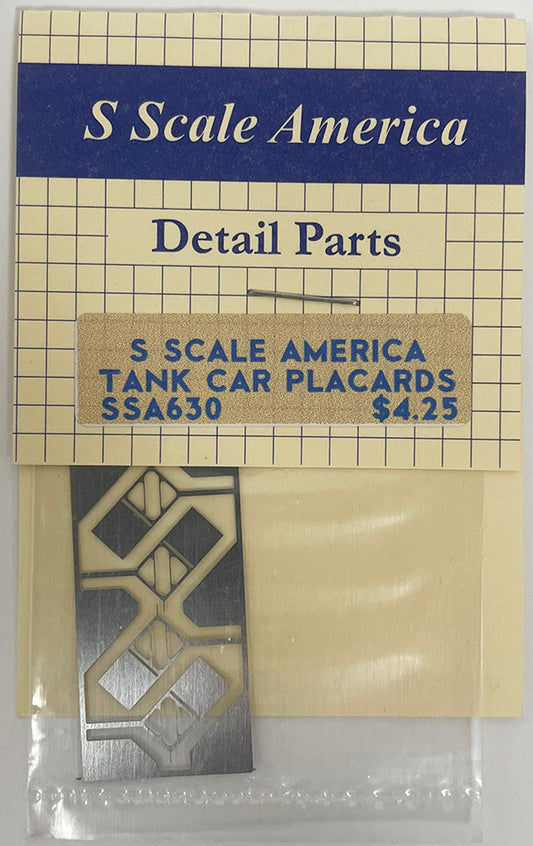 S Scale America
Detail Parts
S SCALE AMERICA
TANK CAR PLACARDS
SSA630 $4.25